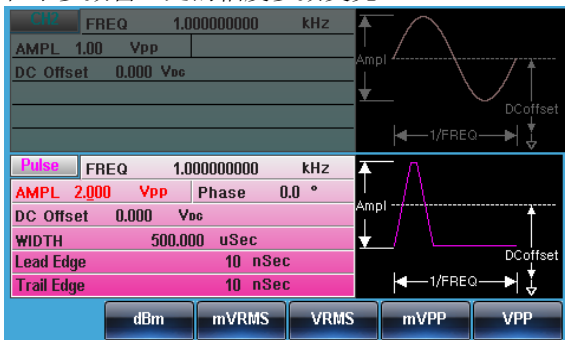 CH2 FREQ 1.000000000 kHz
AMPL 1.00 Vpp
DC Offset 0.000 VDC
Ampl
DCoffset
1/FREQ
Pulse FREQ 1.000000000 kHz
AMPL 2.000 Vpp Phase 0.0 °
DC Offset 0.000 VDC
WIDTH 500.000 uSec
Lead Edge 10 nSec
Trail Edge 10 nSec
Ampl
DCoffset
1/FREQ
dBm mVRMS VRMS mVPP VPP